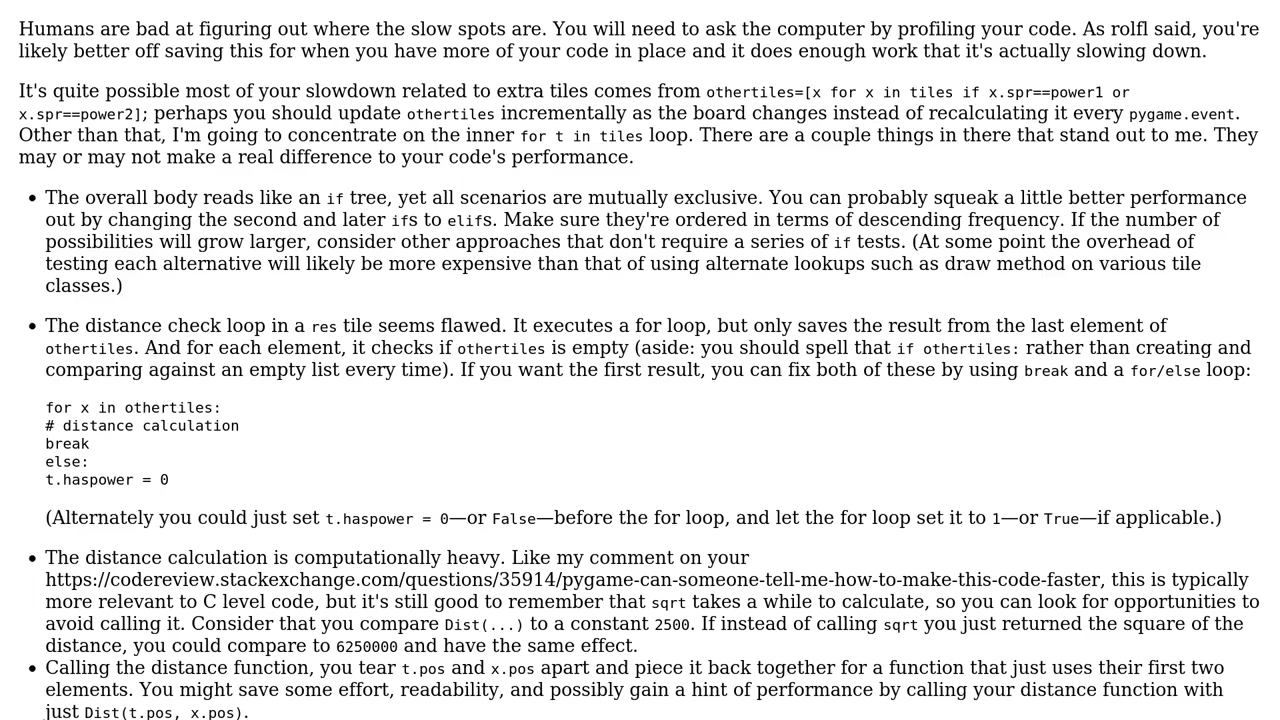 Humans are bad at figuring out where the slow spots are. You will need to ask the computer by profiling your code. As rolfl said, you're
likely better off saving this for when you have more of your code in place and it does enough work that it's actually slowing down.
It's quite possible most of your slowdown related to extra tiles comes from othertiles=[x for x in tiles if x.spr==power1 or
x.spr==power2]; perhaps you should update othertiles incrementally as the board changes instead of recalculating it every pygame.event.
Other than that, I'm going to concentrate on the inner for t in tiles loop. There are a couple things in there that stand out to me. They
may or may not make a real difference to your code's performance.
• The overall body reads like an if tree, yet all scenarios are mutually exclusive. You can probably squeak a little better performance
out by changing the second and later ifs to elifs. Make sure they're ordered in terms of descending frequency. If the number of
possibilities will grow larger, consider other approaches that don't require a series of if tests. (At some point the overhead of
testing each alternative will likely be more expensive than that of using alternate lookups such as draw method on various tile
classes.)
• The distance check loop in a res tile seems flawed. It executes a for loop, but only saves the result from the last element of
othertiles. And for each element, it checks if othertiles is empty (aside: you should spell that if othertiles: rather than creating and
comparing against an empty list every time). If you want the first result, you can fix both of these by using break and a for/else loop:
for x in othertiles:
# distance calculation
break
else:
t.haspower = 0
(Alternately you could just set t.haspower = 0—or False—before the for loop, and let the for loop set it to 1—or True—if applicable.)
• The distance calculation is computationally heavy. Like my comment on your
https://codereview.stackexchange.com/questions/35914/pygame-can-someone-tell-me-how-to-make-this-code-faster, this is typically
more relevant to C level code, but it's still good to remember that sqrt takes a while to calculate, so you can look for opportunities to
avoid calling it. Consider that you compare Dist(...) to a constant 2500. If instead of calling sqrt you just returned the square of the
distance, you could compare to 6250000 and have the same effect.
• Calling the distance function, you tear t.pos and x.pos apart and piece it back together for a function that just uses their first two
elements. You might save some effort, readability, and possibly gain a hint of performance by calling your distance function with
just Dist(t.pos, x.pos).